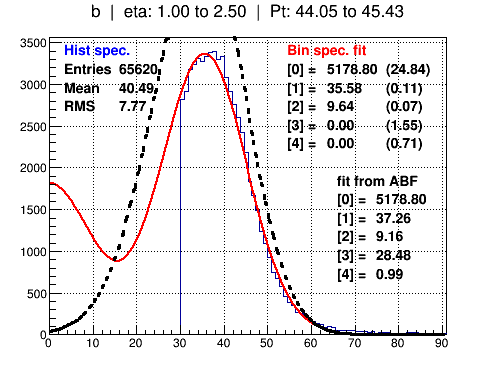 b | eta: 1.00 to 2.50 | Pt: 44.05 to 45.43
Hist spec.
Entries 65620
Mean 40.49
RMS 7.77
Bin spec. fit
[0] = 5178.80 (24.84)
[1] = 35.58 (0.11)
[2] = 9.64 (0.07)
[3] = 0.00 (1.55)
[4] = 0.00 (0.71)
fit from ABF
[0] = 5178.80
[1] = 37.26
[2] = 9.16
[3] = 28.48
[4] = 0.99
3500
3000
2500
2000
1500
1000
500
0
0 10 20 30 40 50 60 70 80 90